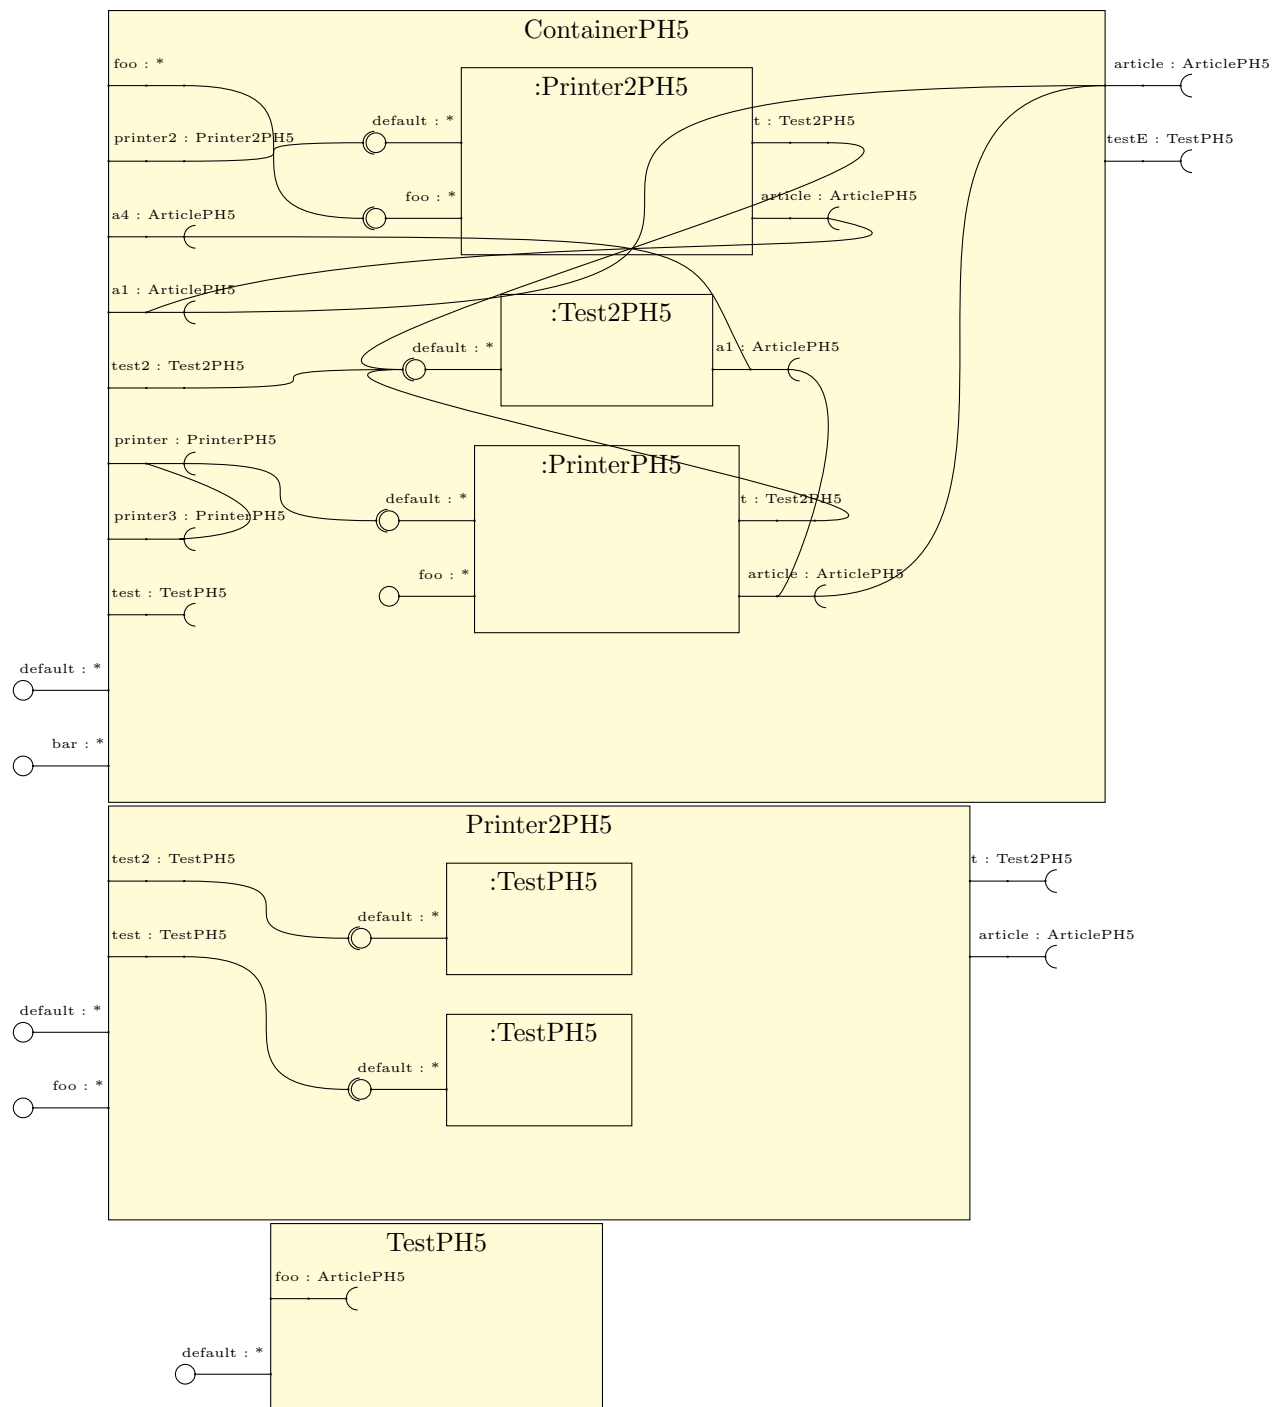 ContainerPH5
foo : *
article : ArticlePH5
:Printer2PH5
default : *
t : Test2PH5
printer2 : Printer2PH5
testE : TestPH5
foo : *
article : ArticlePH5
a4 : ArticlePH5
a1 : ArticlePH5
:Test2PH5
default : *
a1 : ArticlePH5
test2 : Test2PH5
printer : PrinterPH5
:PrinterPH5
default : *
t : Test2PH5
printer3 : PrinterPH5
foo : *
article : ArticlePH5
test : TestPH5
default : *
bar : *
Printer2PH5
test2 : TestPH5
t : Test2PH5
:TestPH5
default : *
test : TestPH5
article : ArticlePH5
default : *
:TestPH5
default : *
foo : *
TestPH5
foo : ArticlePH5
default : *